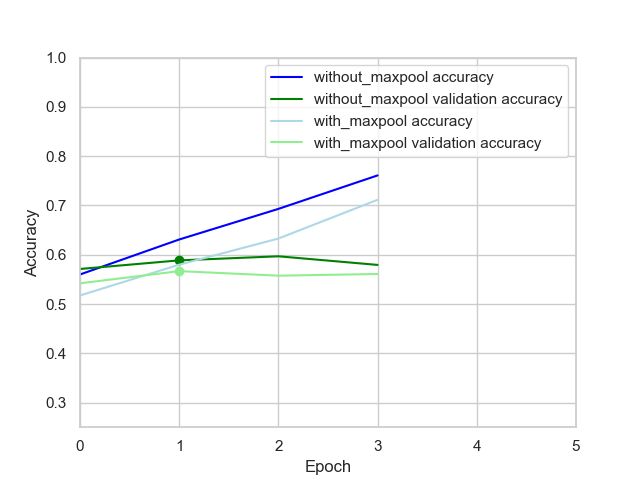 1.0
0.9
0.8
0.7
0.6
0.5
0.4
0.3
Accuracy
without_maxpool accuracy
without_maxpool validation accuracy
with_maxpool accuracy
with_maxpool validation accuracy
0 1 2 3 4 5
Epoch